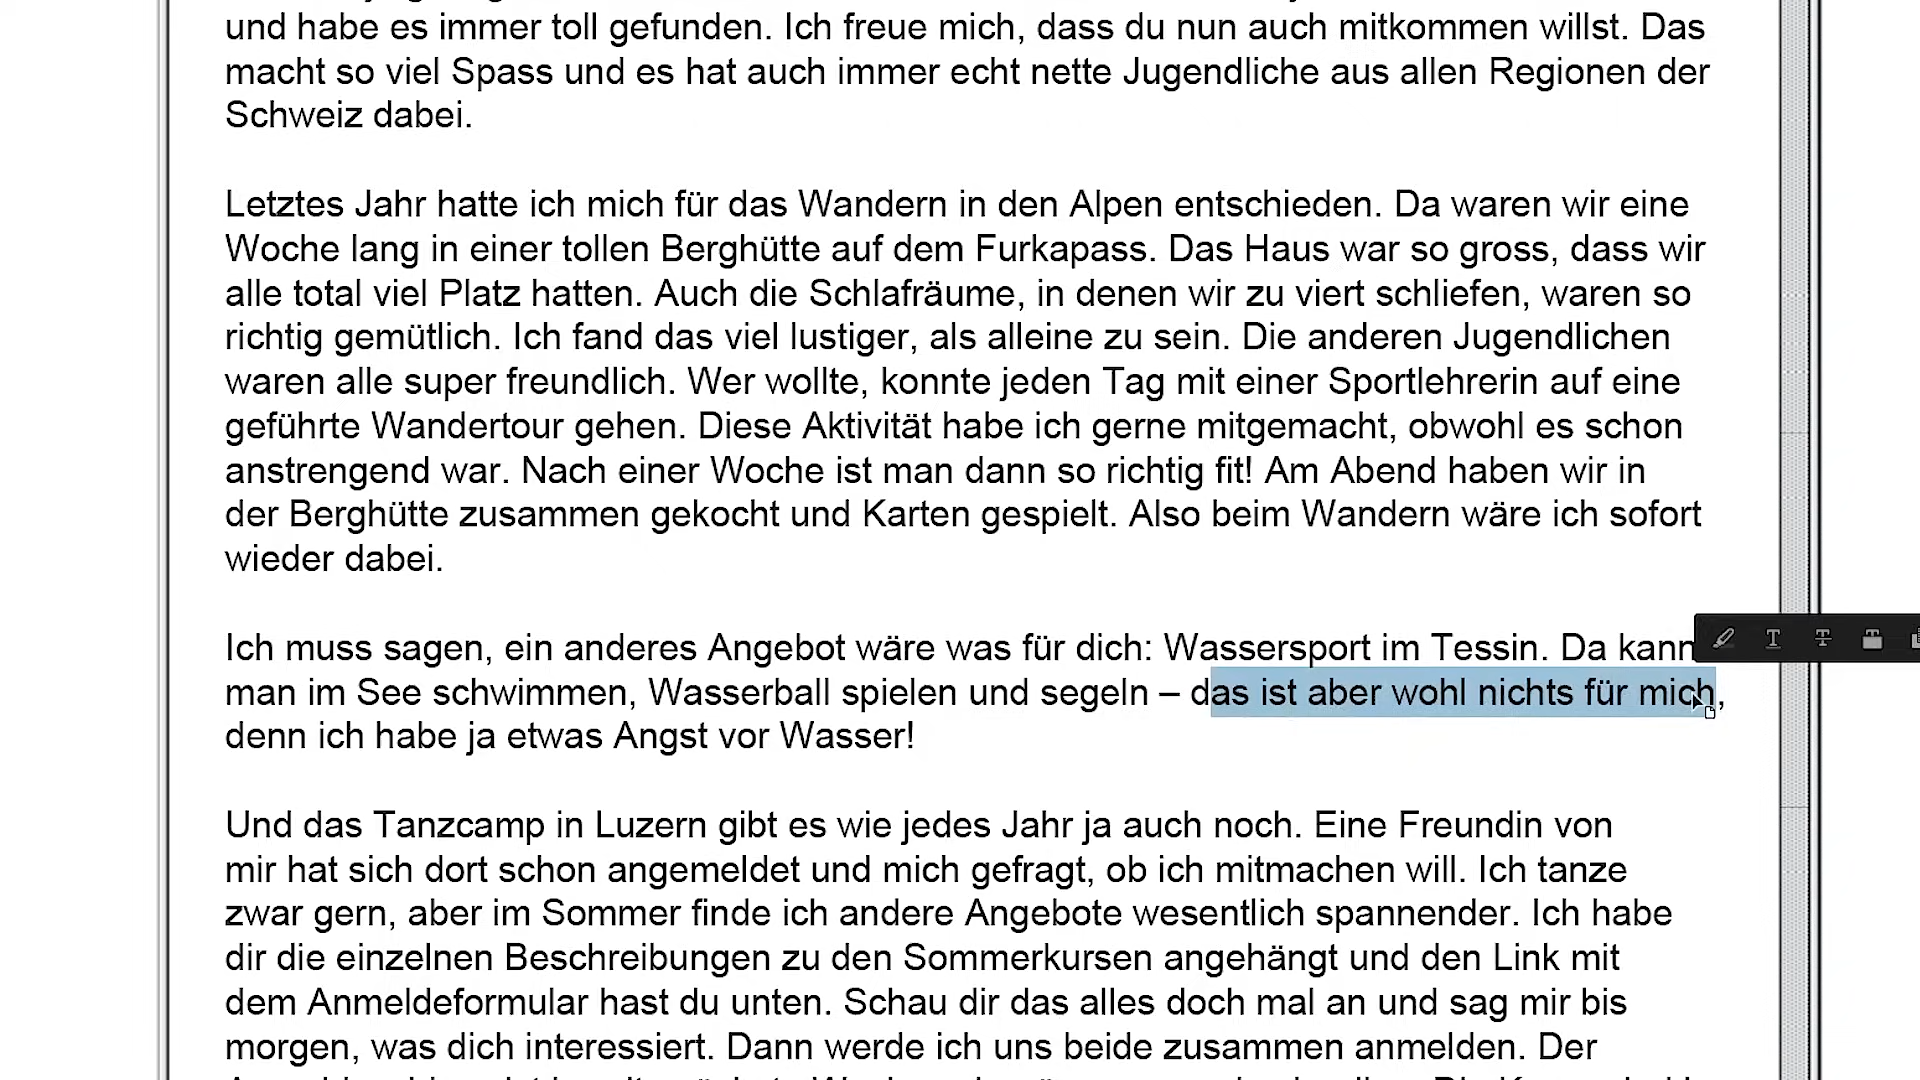 und habe es immer toll gefunden. Ich freue mich, dass du nun auch mitkommen willst. Das
macht so viel Spass und es hat auch immer echt nette Jugendliche aus allen Regionen der
Schweiz dabei.
Letztes Jahr hatte ich mich für das Wandern in den Alpen entschieden. Da waren wir eine
Woche lang in einer tollen Berghütte auf dem Furkapass. Das Haus war so gross, dass wir
alle total viel Platz hatten. Auch die Schlafräume, in denen wir zu viert schliefen, waren so
richtig gemütlich. Ich fand das viel lustiger, als alleine zu sein. Die anderen Jugendlichen
waren alle super freundlich. Wer wollte, konnte jeden Tag mit einer Sportlehrerin auf eine
geführte Wandertour gehen. Diese Aktivität habe ich gerne mitgemacht, obwohl es schon
anstrengend war. Nach einer Woche ist man dann so richtig fit! Am Abend haben wir in
der Berghütte zusammen gekocht und Karten gespielt. Also beim Wandern wäre ich sofort
wieder dabei.
Ich muss sagen, ein anderes Angebot wäre was für dich: Wassersport im Tessin. Da kann
man im See schwimmen, Wasserball spielen und segeln – das ist aber wohl nichts für mich,
denn ich habe ja etwas Angst vor Wasser!
Und das Tanzcamp in Luzern gibt es wie jedes Jahr ja auch noch. Eine Freundin von
mir hat sich dort schon angemeldet und mich gefragt, ob ich mitmachen will. Ich tanze
zwar gern, aber im Sommer finde ich andere Angebote wesentlich spannender. Ich habe
dir die einzelnen Beschreibungen zu den Sommerkursen angehängt und den Link mit
dem Anmeldeformular hast du unten. Schau dir das alles doch mal an und sag mir bis
morgen, was dich interessiert. Dann werde ich uns beide zusammen anmelden. Der